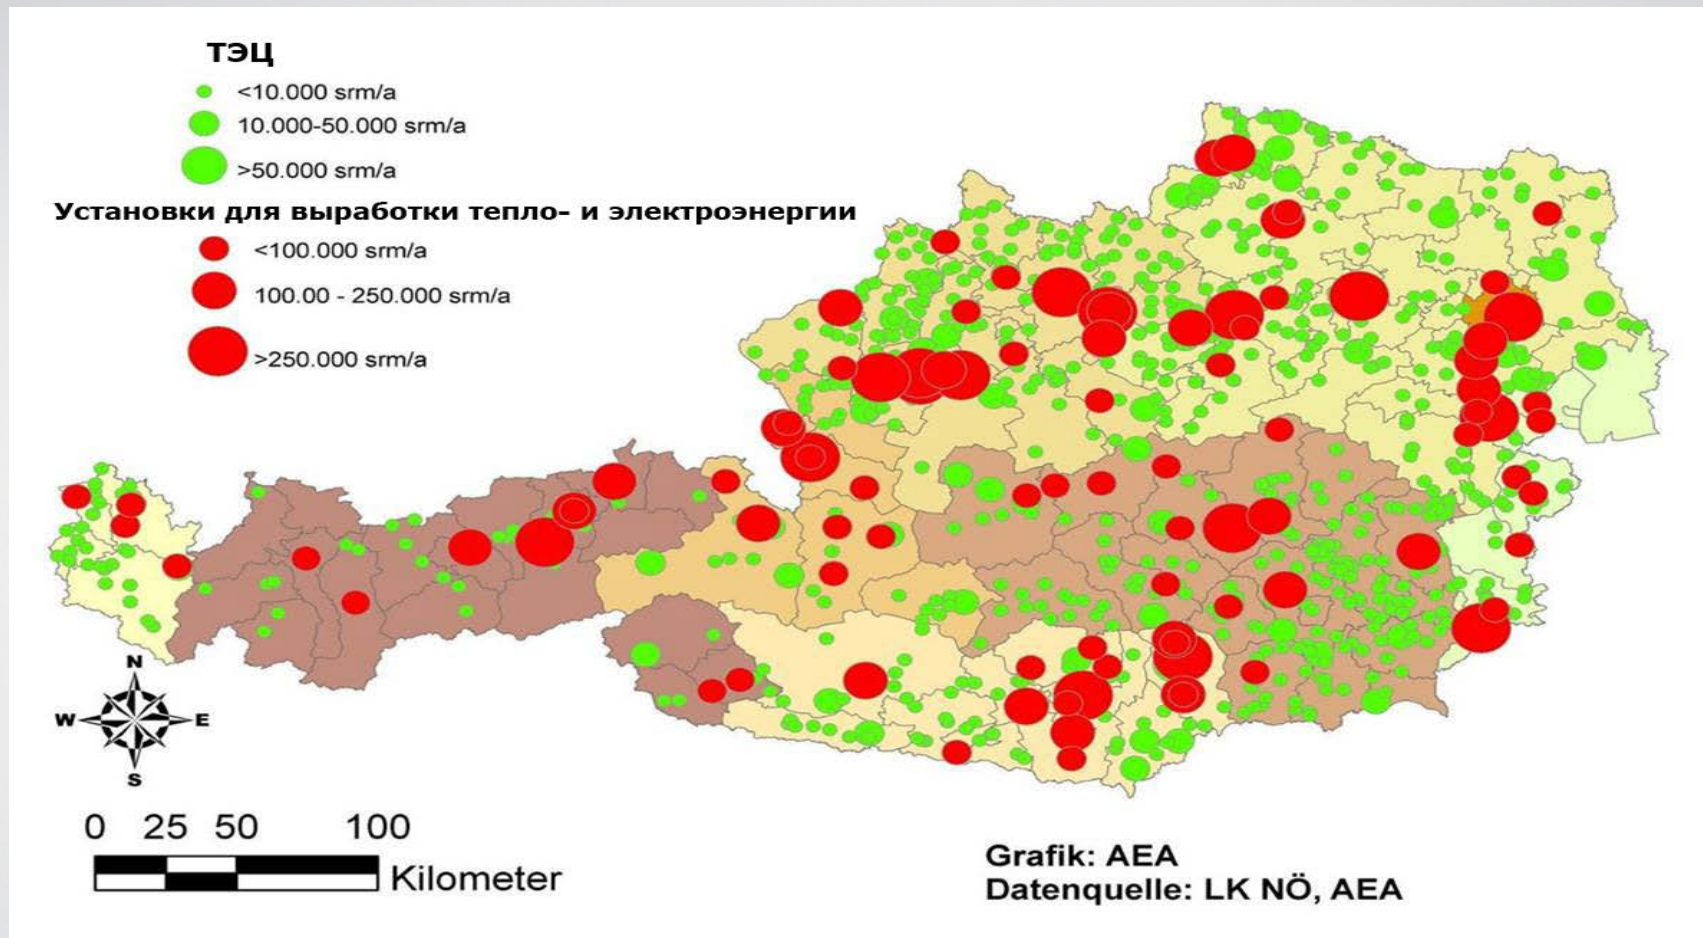 ТЭЦ
<10.000 srm/a
10.000-50.000 srm/a
>50.000 srm/a
Установки для выработки тепло- и электроэнергии
<100.000 srm/a
100.00 - 250.000 srm/a
>250.000 srm/a
N
W E
S
0 25 50 100
Kilometer
Grafik: AEA
Datenquelle: LK NÖ, AEA